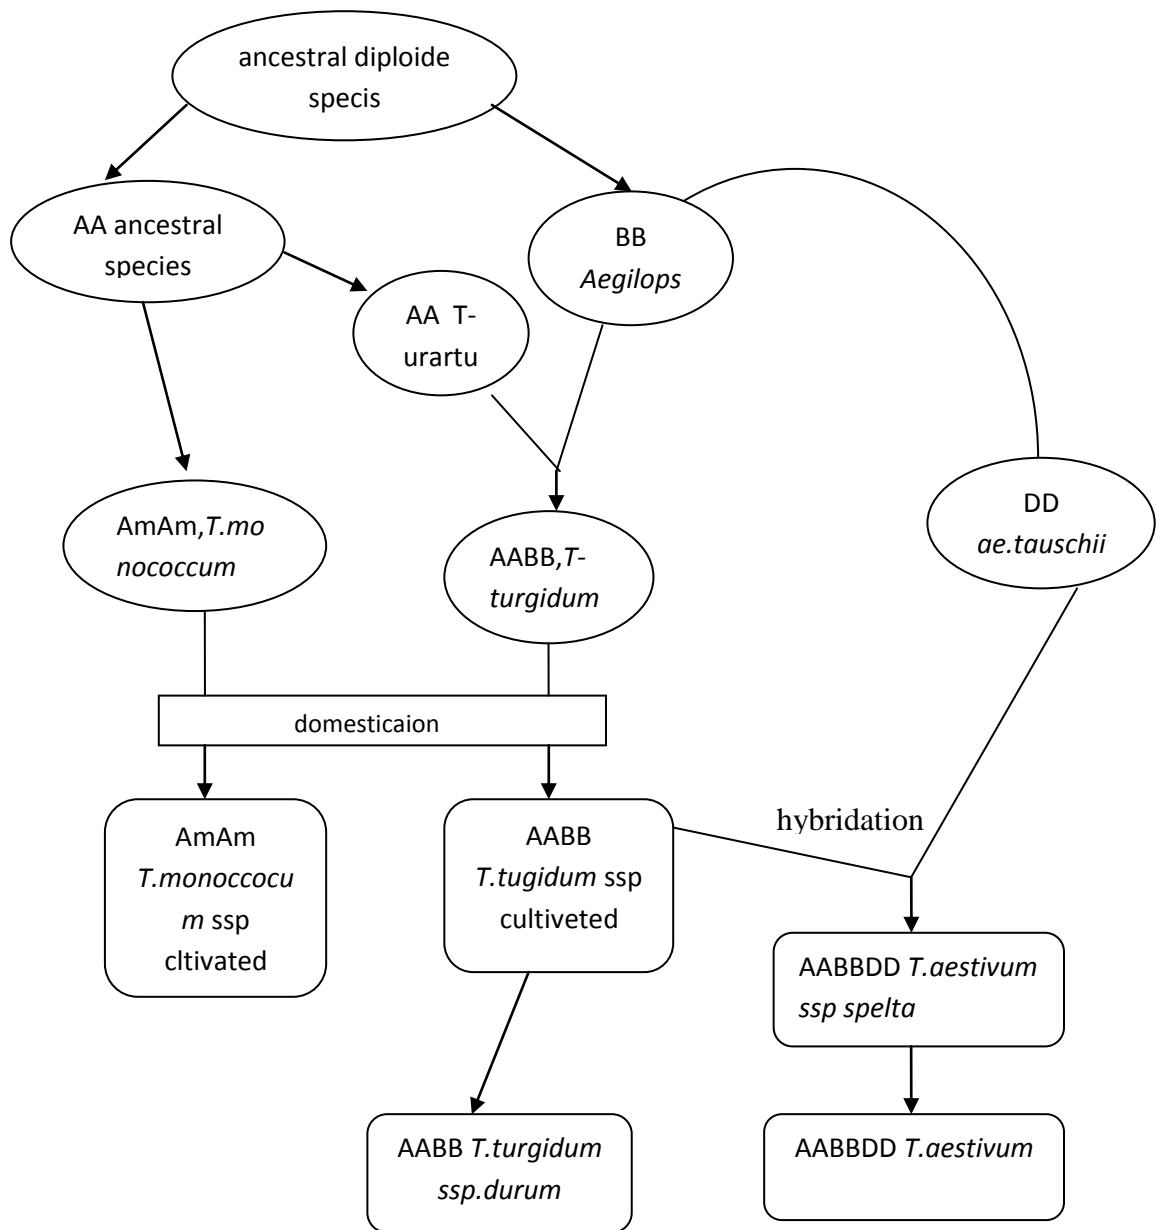 ancestral diploide
specis
AA ancestral
species
BB
Aegilops
AA T-
urartu
AmAm,T.mo
nococcum
AABB,T-
turgidum
DD
ae.tauschii
domesticaion
hybridation
AmAm
T.monoccocu
m ssp
cltivated
AABB
T.tugidum ssp
cultiveted
AABBDD T.aestivum
ssp spelta
AABB T.turgidum
ssp.durum
AABBDD T.aestivum